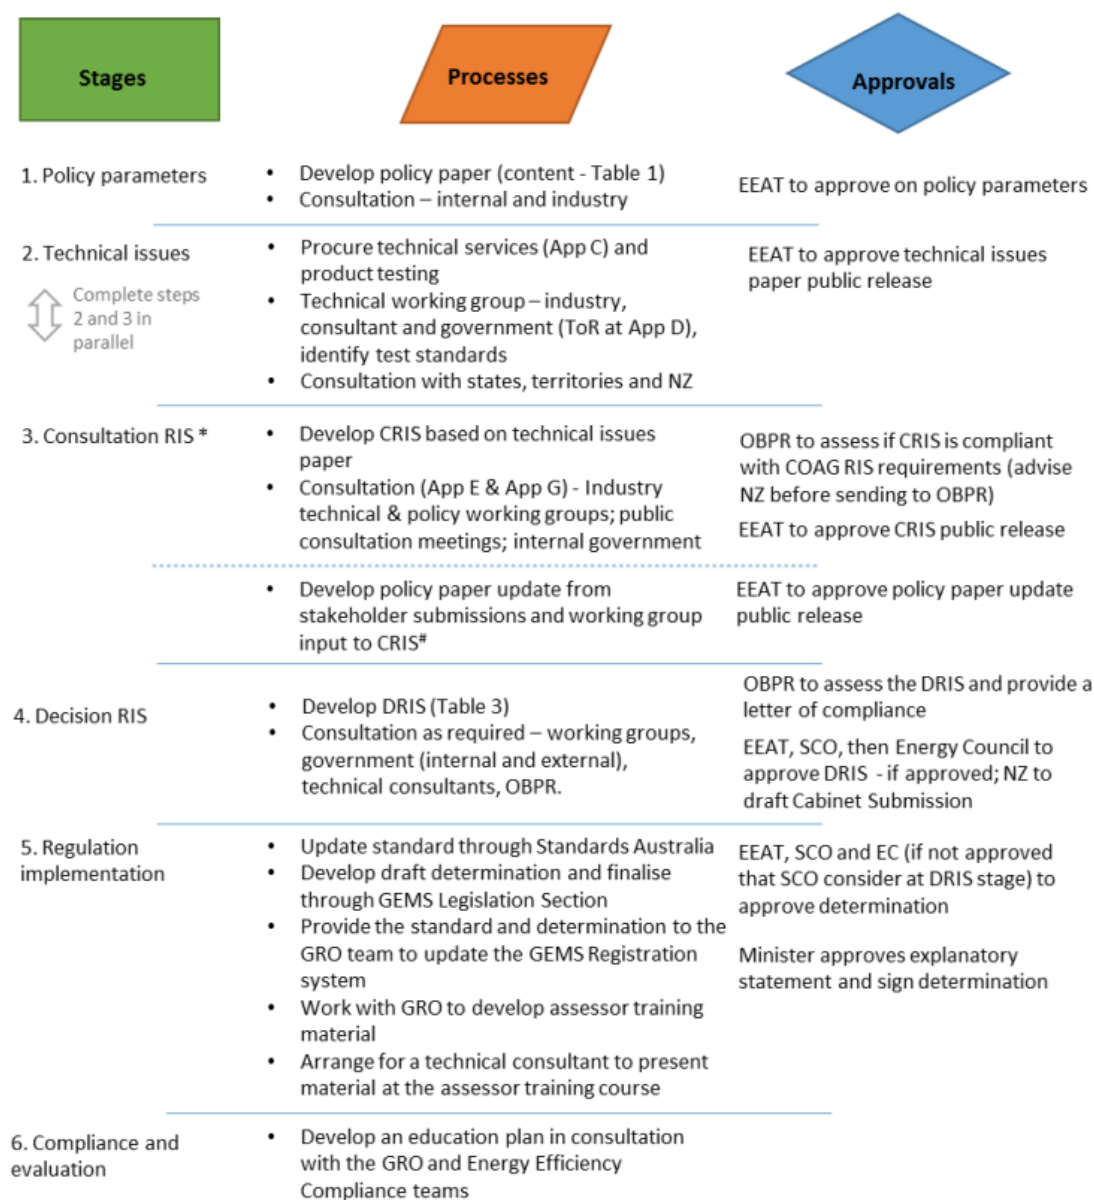 Stages
Processes
Approvals
1. Policy parameters
• Develop policy paper (content - Table 1)
• Consultation – internal and industry
EEAT to approve on policy parameters
2. Technical issues
Complete steps
2 and 3 in
parallel
• Procure technical services (App C) and
product testing
• Technical working group – industry,
consultant and government (ToR at App D),
identify test standards
• Consultation with states, territories and NZ
EEAT to approve technical issues
paper public release
3. Consultation RIS *
• Develop CRIS based on technical issues
paper
• Consultation (App E & App G) - Industry
technical & policy working groups; public
consultation meetings; internal government
OBPR to assess if CRIS is compliant
with COAG RIS requirements (advise
NZ before sending to OBPR)
EEAT to approve CRIS public release
• Develop policy paper update from
stakeholder submissions and working group
input to CRIS#
EEAT to approve policy paper update
public release
4. Decision RIS
• Develop DRIS (Table 3)
• Consultation as required – working groups,
government (internal and external),
technical consultants, OBPR.
OBPR to assess the DRIS and provide a
letter of compliance
EEAT, SCO, then Energy Council to
approve DRIS - if approved; NZ to
draft Cabinet Submission
5. Regulation
implementation
• Update standard through Standards Australia
• Develop draft determination and finalise
through GEMS Legislation Section
• Provide the standard and determination to the
GRO team to update the GEMS Registration
system
• Work with GRO to develop assessor training
material
• Arrange for a technical consultant to present
material at the assessor training course
EEAT, SCO and EC (if not approved
that SCO consider at DRIS stage) to
approve determination
Minister approves explanatory
statement and sign determination
6. Compliance and
evaluation
• Develop an education plan in consultation
with the GRO and Energy Efficiency
Compliance teams